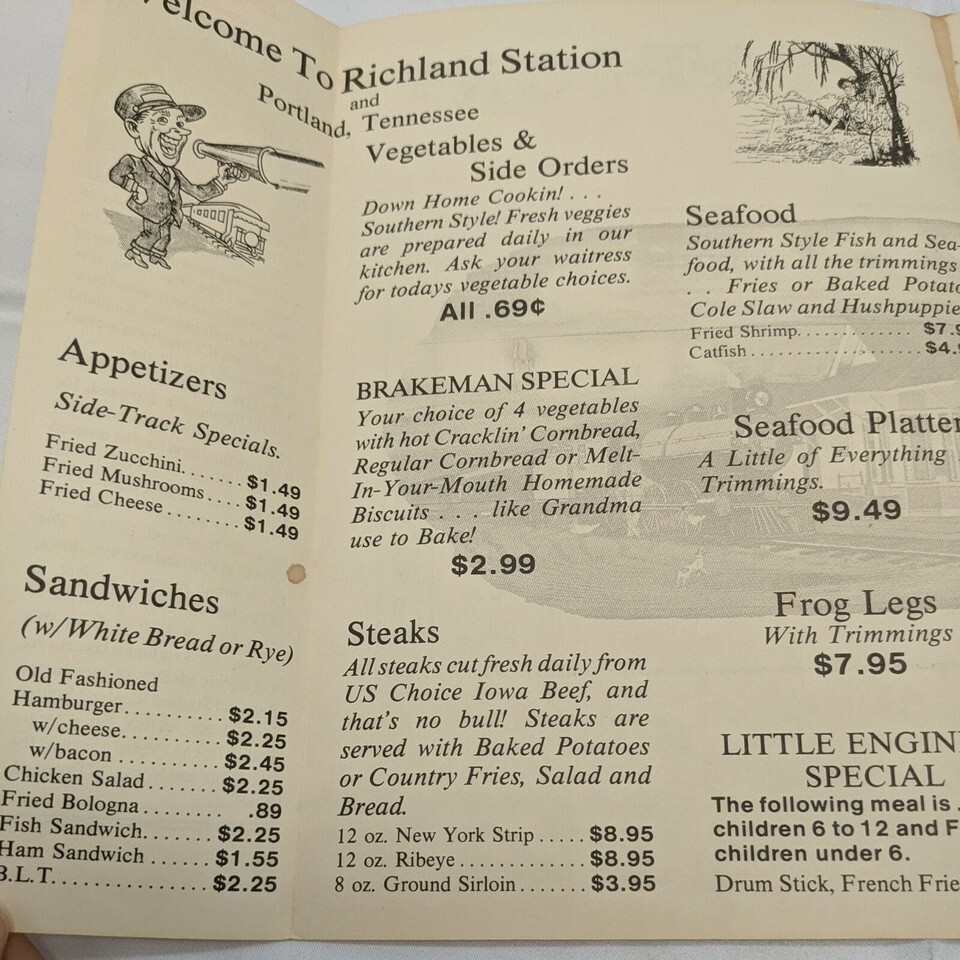 Welcome To Richland Station
and
Portland, Tennessee
Appetizers
Side-Track Specials.
Fried Zucchini....... $1.49
Fried Mushrooms.... $1.49
Fried Cheese........ $1.49
Sandwiches
(w/White Bread or Rye)
Old Fashioned
Hamburger.......... $2.15
w/cheese.......... $2.25
w/bacon .......... $2.45
Chicken Salad....... $2.25
Fried Bologna....... .89
Fish Sandwich....... $2.25
Ham Sandwich ...... $1.55
B.L.T............... $2.25
Vegetables &
Side Orders
Down Home Cookin! . . .
Southern Style! Fresh veggies
are prepared daily in our
kitchen. Ask your waitress
for todays vegetable choices.
All .69¢
BRAKEMAN SPECIAL
Your choice of 4 vegetables
with hot Cracklin' Cornbread,
Regular Cornbread or Melt-
In-Your-Mouth Homemade
Biscuits . . . like Grandma
use to Bake!
$2.99
Steaks
All steaks cut fresh daily from
US Choice Iowa Beef, and
that's no bull! Steaks are
served with Baked Potatoes
or Country Fries, Salad and
Bread.
12 oz. New York Strip ..... $8.95
12 oz. Ribeye............. $8.95
8 oz. Ground Sirloin....... $3.95
Seafood
Southern Style Fish and Sea-
food, with all the trimmings
. . Fries or Baked
Cole Slaw and
Fried Shrimp............
Catfish....................
Seafood Platter
A Little of Everything
Trimmings.
$9.49
Frog Legs
With Trimmings
$7.95
LITTLE
SPECIAL
The following meal is
children 6 to 12 and
children under 6.
Drum Stick, French